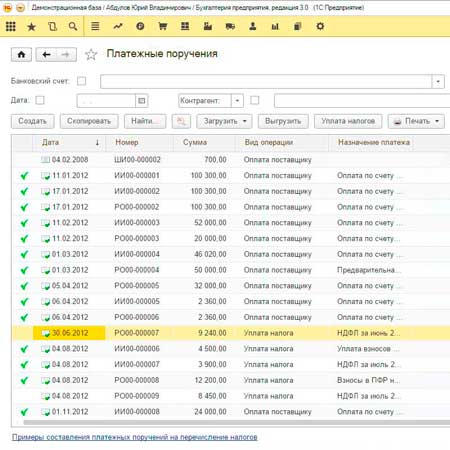 Демонстрационная база / Абдулов Юрий Владимирович / Бухгалтерия предприятия, редакция 3.0 (1С:Предприятие)
Платежные поручения
Банковский счет:
Дата: Контрагент:
Создать Скопировать Найти... Загрузить Выгрузить Уплата налогов Печать
Дата ↓ Номер Сумма Вид операции Назначение платежа
04.02.2008 ШИ00-000002 700,00 Оплата поставщику
11.01.2012 ИИ00-000001 100 300,00 Оплата поставщику Оплата по счету ...
17.01.2012 ИИ00-000002 100 300,00 Оплата поставщику Оплата по счету ...
17.01.2012 РО00-000002 100 300,00 Оплата поставщику Оплата по счету ...
11.02.2012 ИИ00-000003 52 000,00 Оплата поставщику Оплата по счету ...
11.02.2012 РО00-000003 20 000,00 Оплата поставщику Оплата по счету...
01.03.2012 ИИ00-000004 46 020,00 Оплата поставщику Оплата по счету ...
01.03.2012 РО00-000004 50 000,00 Оплата поставщику Предварительна...
06.04.2012 ИИ00-000005 2 360,00 Оплата поставщику Оплата по счету ...
06.04.2012 РО00-000006 2 360,00 Оплата поставщику Оплата по счету ...
30.06.2012 РО00-000007 9 240,00 Уплата налога НДФЛ за июнь 2...
04.08.2012 ИИ00-000006 4 500,00 Уплата налога Уплата взносов ...
04.08.2012 ИИ00-000007 3 900,00 Уплата налога НДФЛ за июль 2...
04.08.2012 РО00-000008 12 200,00 Уплата налога Взносы в ПФР н...
04.08.2012 РО00-000009 8 450,00 Уплата налога НДФЛ за июль 2...
01.11.2012 ИИ00-000008 24 000,00 Оплата поставщику Оплата по счету ...
Примеры составления платежных поручений на перечисление налогов